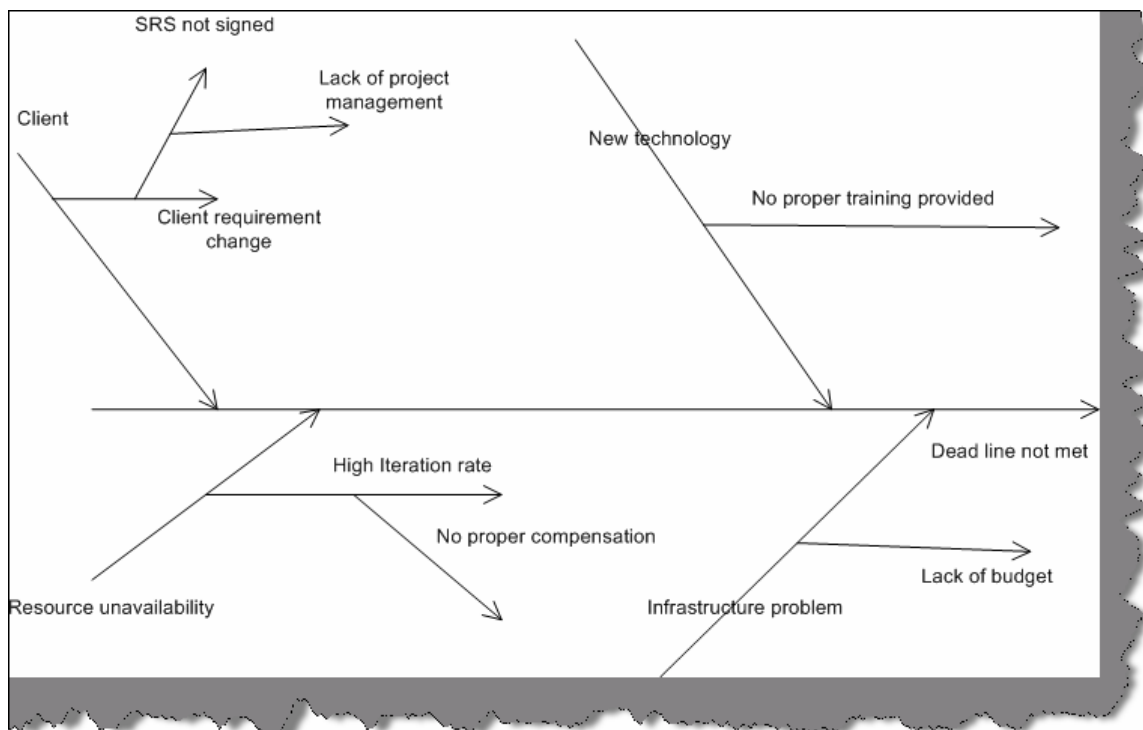 SRS not signed
Lack of project
management
Client
New technology
No proper training provided
Client requirement
change
Dead line not met
High Iteration rate
No proper compensation
Lack of budget
Resource unavailability
Infrastructure problem